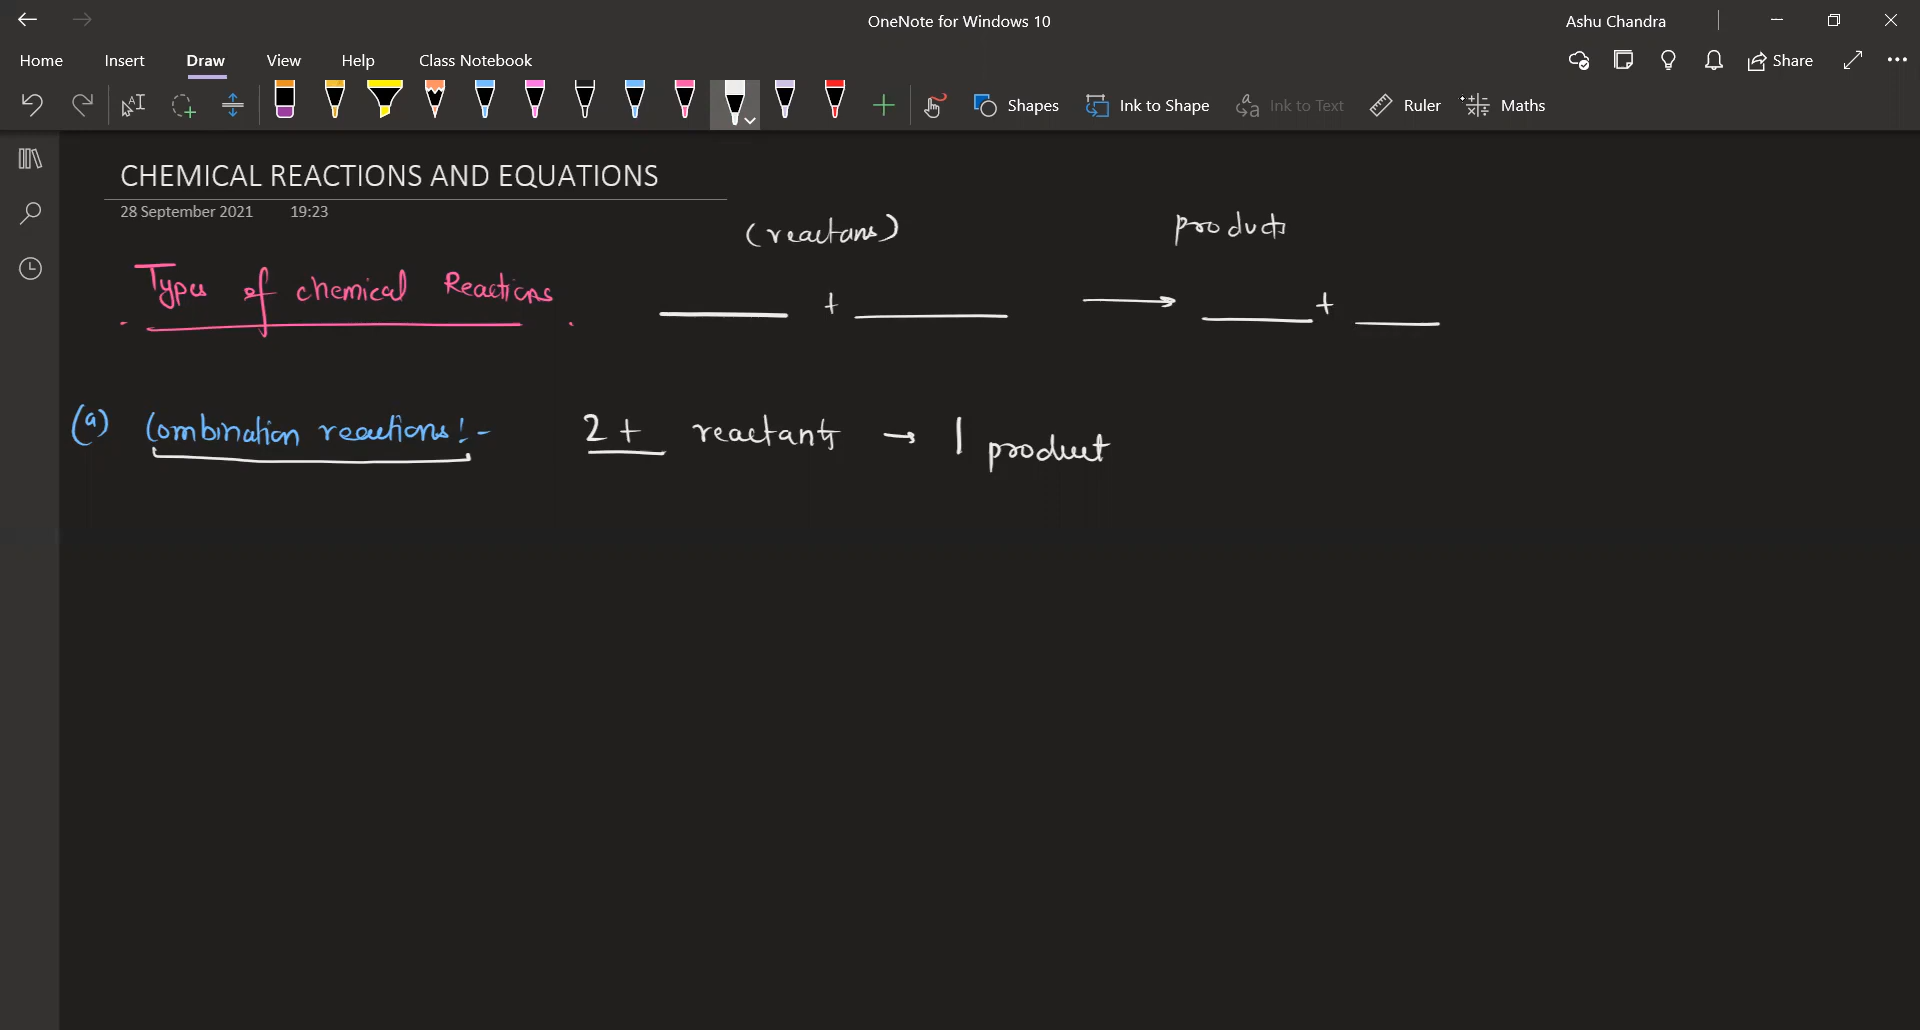 OneNote for Windows 10
Ashu Chandra
Home Insert Draw View Help Class Notebook
Share
Shapes Ink to Shape Ink to Text Ruler Maths
CHEMICAL REACTIONS AND EQUATIONS
28 September 2021 19:23
(reactans) products
Types of chemical Reactions. + → +
(a) Combination reactions:- 2+ reactants → 1 product